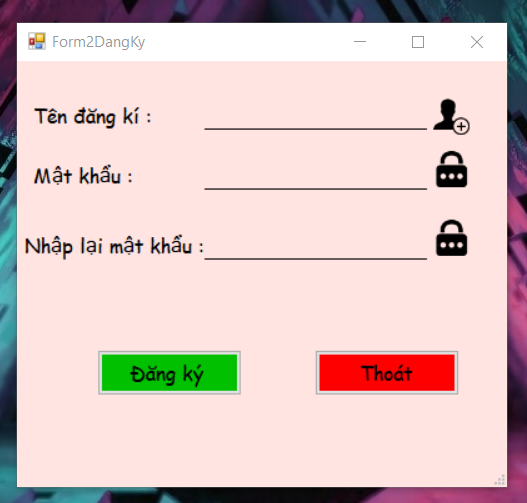 Form2DangKy
Tên đăng kí :
Mật khẩu :
Nhập lại mật khẩu :
Đăng ký
Thoát